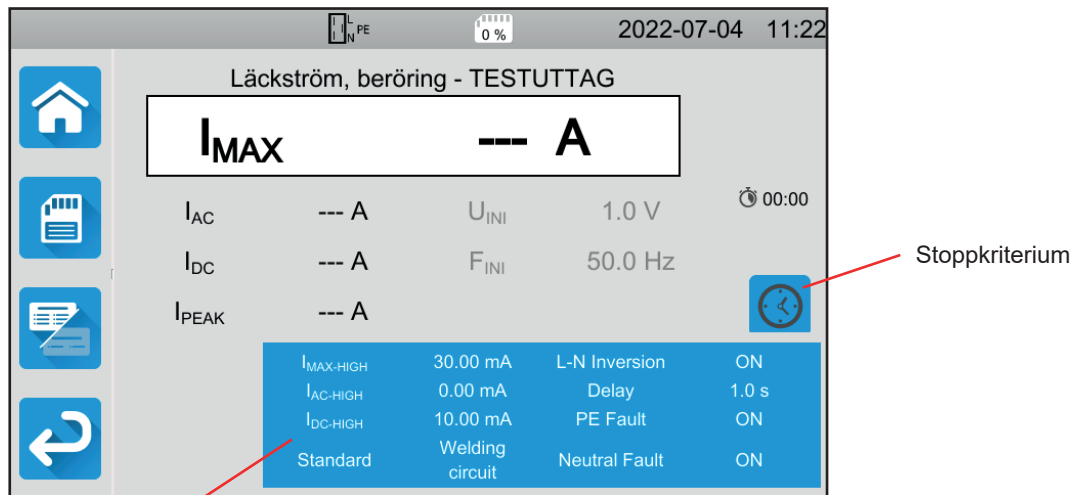 L
N PE
0 %
2022-07-04 11:22
Läckström, beröring - TESTUTTAG
IMAX --- A
IAC --- A UINI 1.0 V
00:00
IDC --- A FINI 50.0 Hz
Stoppkriterium
IPEAK --- A
IMAX-HIGH 30.00 mA L-N Inversion ON
IAC-HIGH 0.00 mA Delay 1.0 s
IDC-HIGH 10.00 mA PE Fault ON
Standard Welding circuit Neutral Fault ON